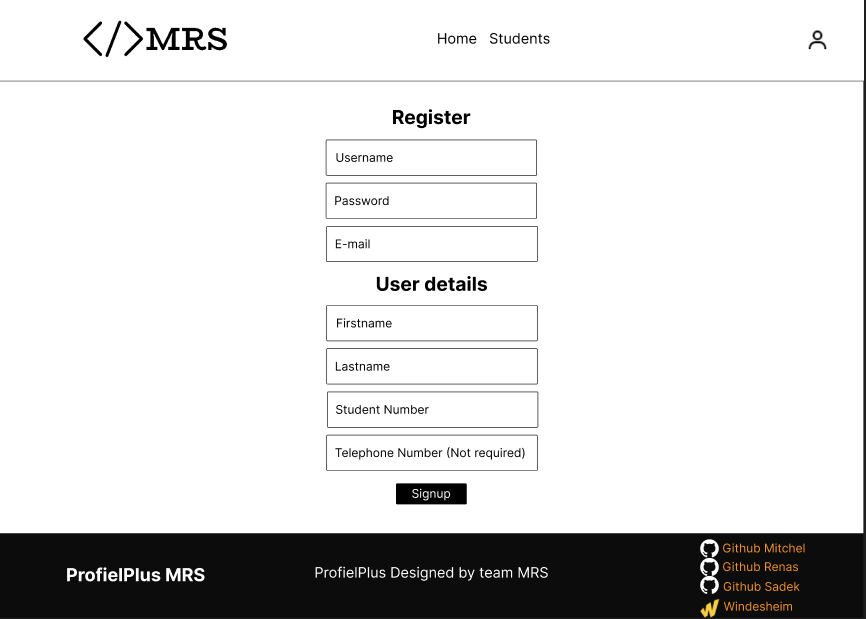 </>MRS
Home Students
Register
Username
Password
E-mail
User details
Firstname
Lastname
Student Number
Telephone Number (Not required)
Signup
ProfielPlus MRS
ProfielPlus Designed by team MRS
Github Mitchel
Github Renas
Github Sadek
Windesheim